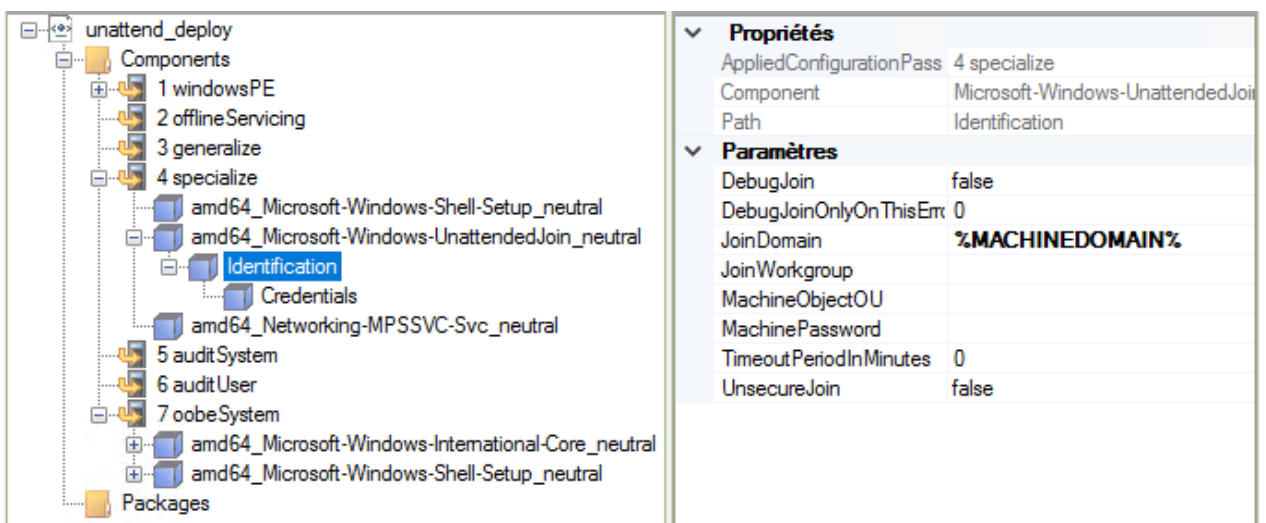 unattend_deploy
Components
1 windowsPE
2 offlineServicing
3 generalize
4 specialize
amd64_Microsoft-Windows-Shell-Setup_neutral
amd64_Microsoft-Windows-UnattendedJoin_neutral
Identification
Credentials
amd64_Networking-MPSSVC-Svc_neutral
5 auditSystem
6 auditUser
7 oobeSystem
amd64_Microsoft-Windows-International-Core_neutral
amd64_Microsoft-Windows-Shell-Setup_neutral
Packages
Propriétés
AppliedConfigurationPass 4 specialize
Component Microsoft-Windows-UnattendedJoi
Path Identification
Paramètres
DebugJoin false
DebugJoinOnlyOnThisErro 0
JoinDomain %MACHINEDOMAIN%
JoinWorkgroup
MachineObjectOU
MachinePassword
TimeoutPeriodInMinutes 0
UnsecureJoin false